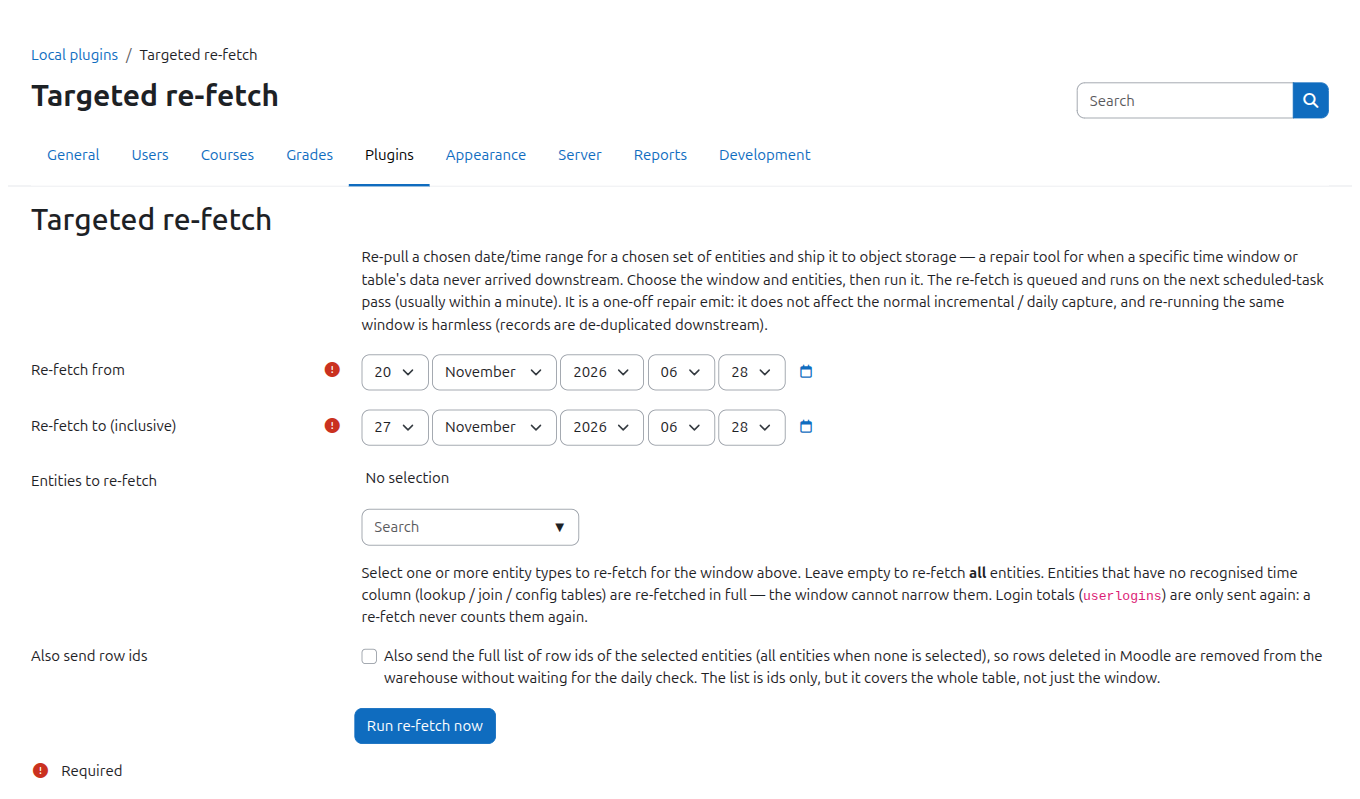 Local plugins / Targeted re-fetch
Targeted re-fetch
Search
General Users Courses Grades Plugins Appearance Server Reports Development
Targeted re-fetch
Re-pull a chosen date/time range for a chosen set of entities and ship it to object storage — a repair tool for when a specific time window or
table's data never arrived downstream. Choose the window and entities, then run it. The re-fetch is queued and runs on the next scheduled-task
pass (usually within a minute). It is a one-off repair emit: it does not affect the normal incremental / daily capture, and re-running the same
window is harmless (records are de-duplicated downstream).
Re-fetch from 20 November 2026 06 28
Re-fetch to (inclusive) 27 November 2026 06 28
Entities to re-fetch No selection
Search
Select one or more entity types to re-fetch for the window above. Leave empty to re-fetch all entities. Entities that have no recognised time
column (lookup / join / config tables) are re-fetched in full — the window cannot narrow them. Login totals (userlogins) are only sent again: a
re-fetch never counts them again.
Also send row ids Also send the full list of row ids of the selected entities (all entities when none is selected), so rows deleted in Moodle are removed from the
warehouse without waiting for the daily check. The list is ids only, but it covers the whole table, not just the window.
Run re-fetch now
Required